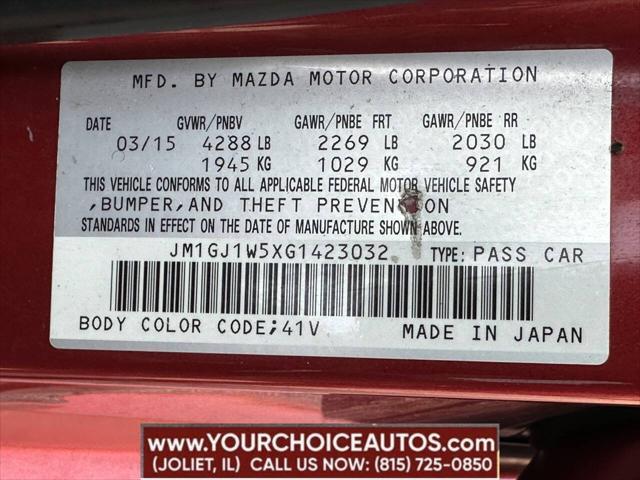 MFD. BY MAZDA MOTOR CORPORATION
DATE GVWR/PNBV GAWR/PNBE FRT GAWR/PNBE RR
03/15 4288 LB 2269 LB 2030 LB
1945 KG 1029 KG 921 KG
THIS VEHICLE CONFORMS TO ALL APPLICABLE FEDERAL MOTOR VEHICLE SAFETY
,BUMPER,AND THEFT PREVENTION
STANDARDS IN EFFECT ON THE DATE OF MANUFACTURE SHOWN ABOVE.
JM1GJ1W5XG1423032 TYPE: PASS CAR
BODY COLOR CODE;41V MADE IN JAPAN
WWW.YOURCHOICEAUTOS.COM
(JOLIET, IL) CALL US NOW: (815) 725-0850